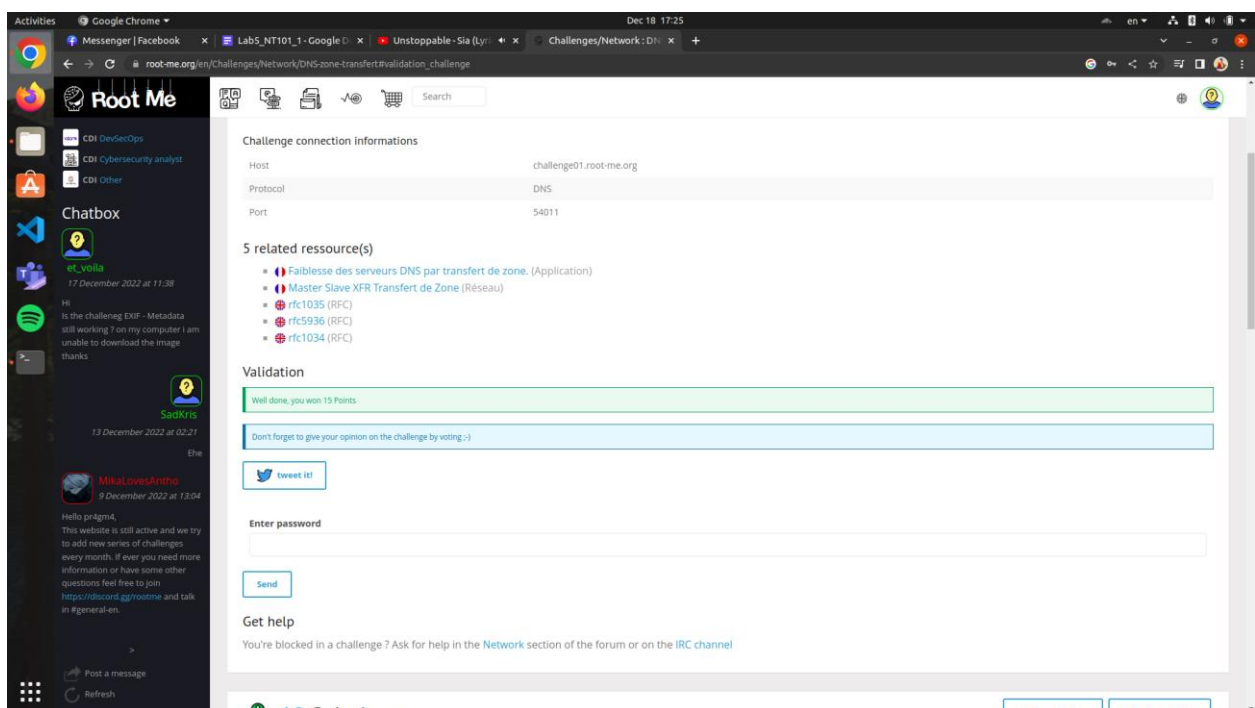 Activities
Google Chrome
Dec 18 17:25
en
Messenger | Facebook
Lab5_NT101_1 - Google D
Unstoppable - Sia (Lyri
Challenges/Network : DN
root-me.org/en/Challenges/Network/DNS-zone-transfert#validation_challenge
Root Me
Search
CDI DevSecOps
CDI Cybersecurity analyst
CDI Other
Chatbox
et_voila
17 December 2022 at 11:38
Hi
Is the challeneg EXIF - Metadata
still working ? on my computer i am
unable to download the image
thanks
SadKris
13 December 2022 at 02:21
Ehe
MikaLovesAntho
9 December 2022 at 13:04
Hello pr4gm4,
This website is still active and we try
to add new series of challenges
every month. If ever you need more
information or have some other
questions feel free to join
https://discord.gg/rootme and talk
in #general-en.
>
Post a message
Refresh
Challenge connection informations
Host challenge01.root-me.org
Protocol DNS
Port 54011
5 related ressource(s)
Faiblesse des serveurs DNS par transfert de zone. (Application)
Master Slave XFR Transfert de Zone (Réseau)
rfc1035 (RFC)
rfc5936 (RFC)
rfc1034 (RFC)
Validation
Well done, you won 15 Points
Don't forget to give your opinion on the challenge by voting ;-)
tweet it!
Enter password
Send
Get help
You're blocked in a challenge ? Ask for help in the Network section of the forum or on the IRC channel